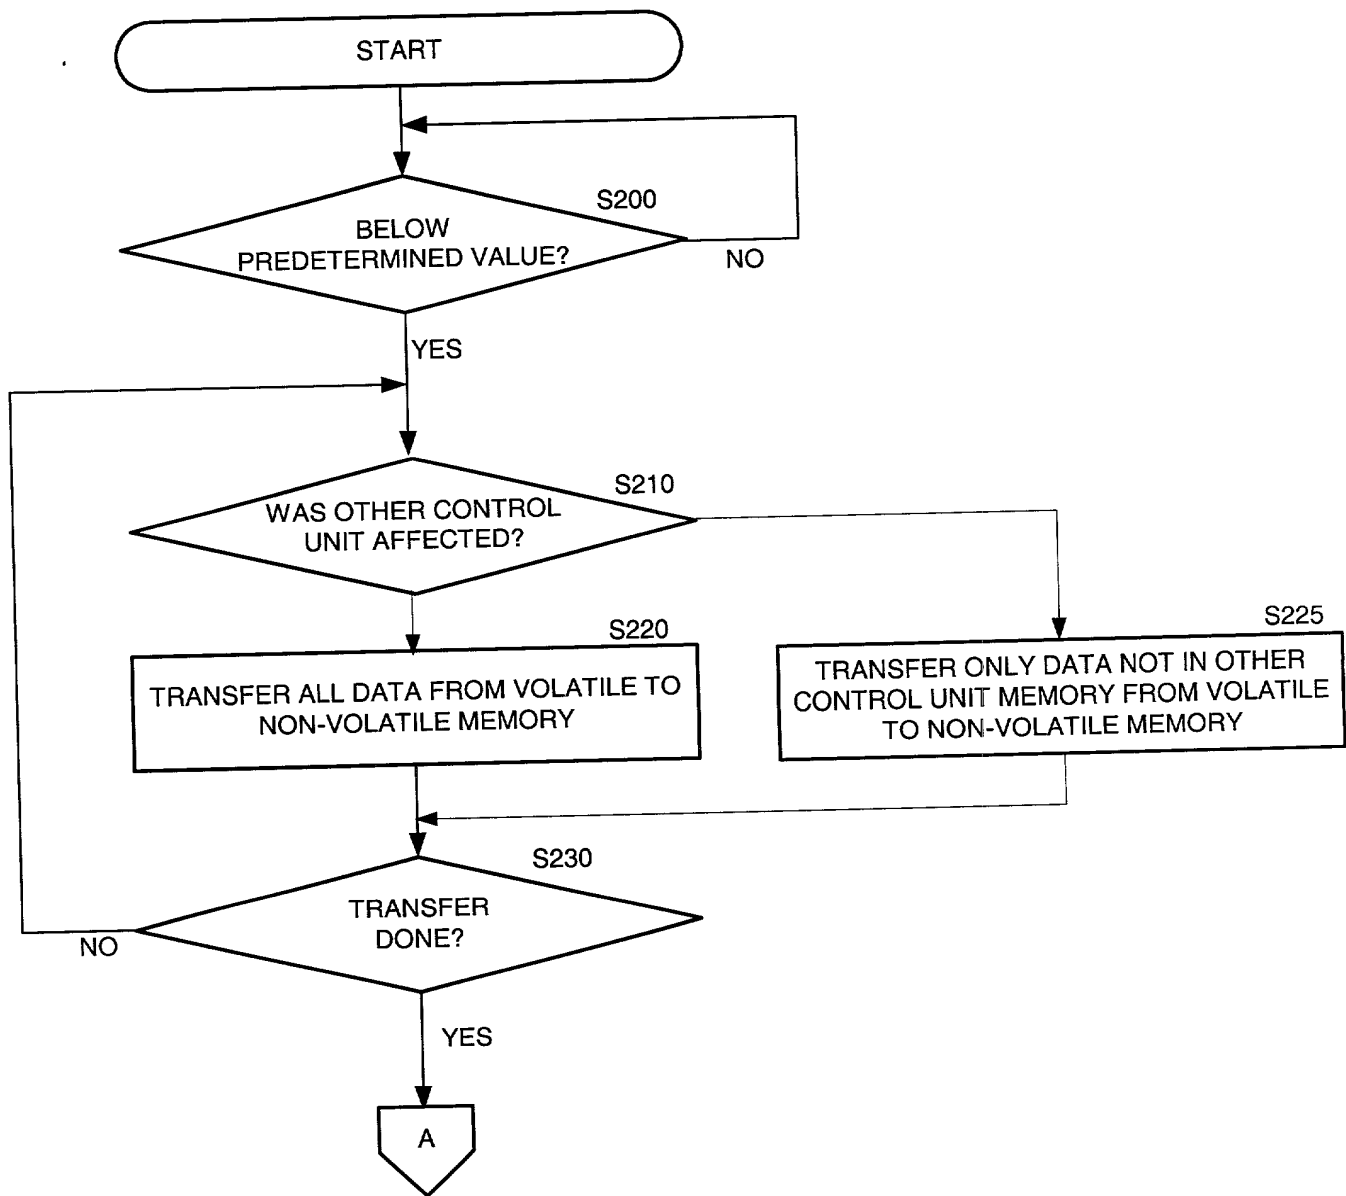 START
S200
BELOW
PREDETERMINED VALUE?
NO
YES
S210
WAS OTHER CONTROL
UNIT AFFECTED?
S220
TRANSFER ALL DATA FROM VOLATILE TO
NON-VOLATILE MEMORY
S225
TRANSFER ONLY DATA NOT IN OTHER
CONTROL UNIT MEMORY FROM VOLATILE
TO NON-VOLATILE MEMORY
S230
TRANSFER
DONE?
NO
YES
A